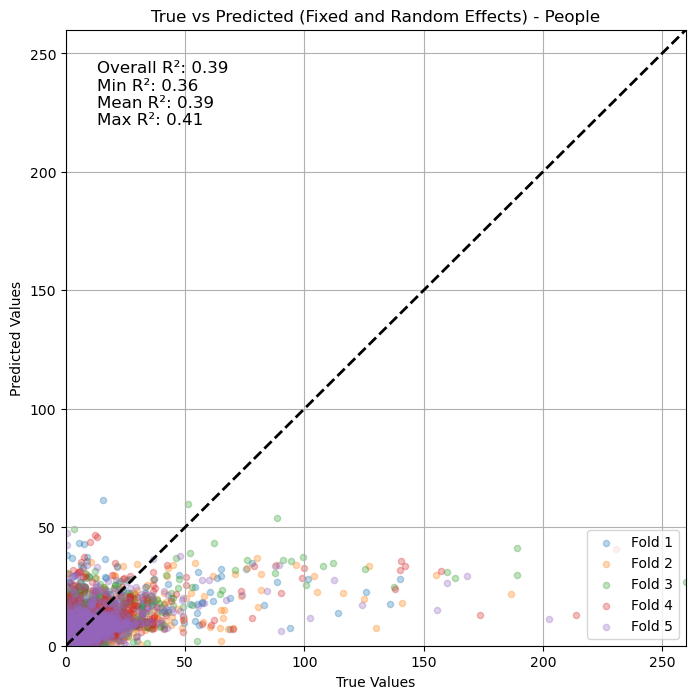 True vs Predicted (Fixed and Random Effects) - People
Overall R²: 0.39
Min R²: 0.36
Mean R²: 0.39
Max R²: 0.41
250
200
150
100
50
0
Predicted Values
0 50 100 150 200 250
True Values
Fold 1
Fold 2
Fold 3
Fold 4
Fold 5